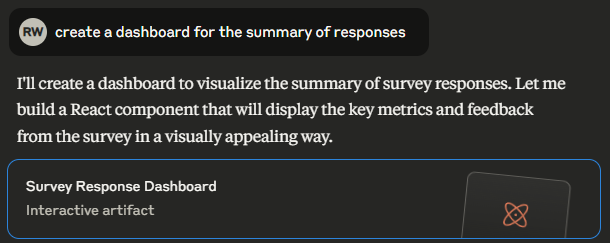 RW create a dashboard for the summary of responses
I'll create a dashboard to visualize the summary of survey responses. Let me
build a React component that will display the key metrics and feedback
from the survey in a visually appealing way.
Survey Response Dashboard
Interactive artifact